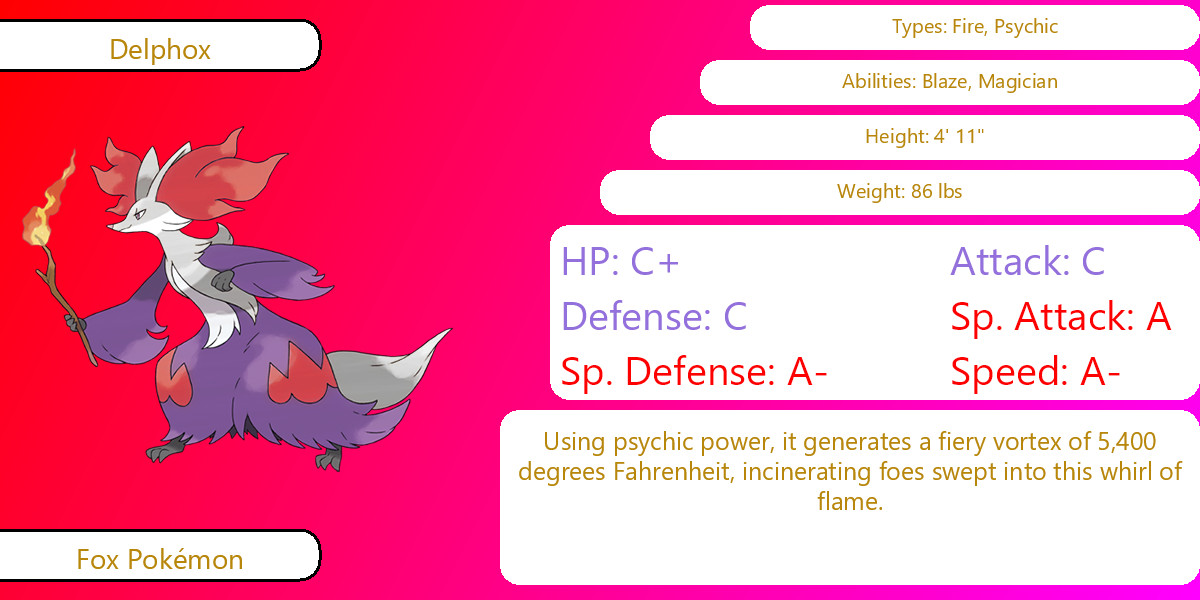 Delphox
Types: Fire, Psychic
Abilities: Blaze, Magician
Height: 4' 11"
Weight: 86 lbs
HP: C+ Attack: C
Defense: C Sp. Attack: A
Sp. Defense: A- Speed: A-
Using psychic power, it generates a fiery vortex of 5,400
degrees Fahrenheit, incinerating foes swept into this whirl of
flame.
Fox Pokémon